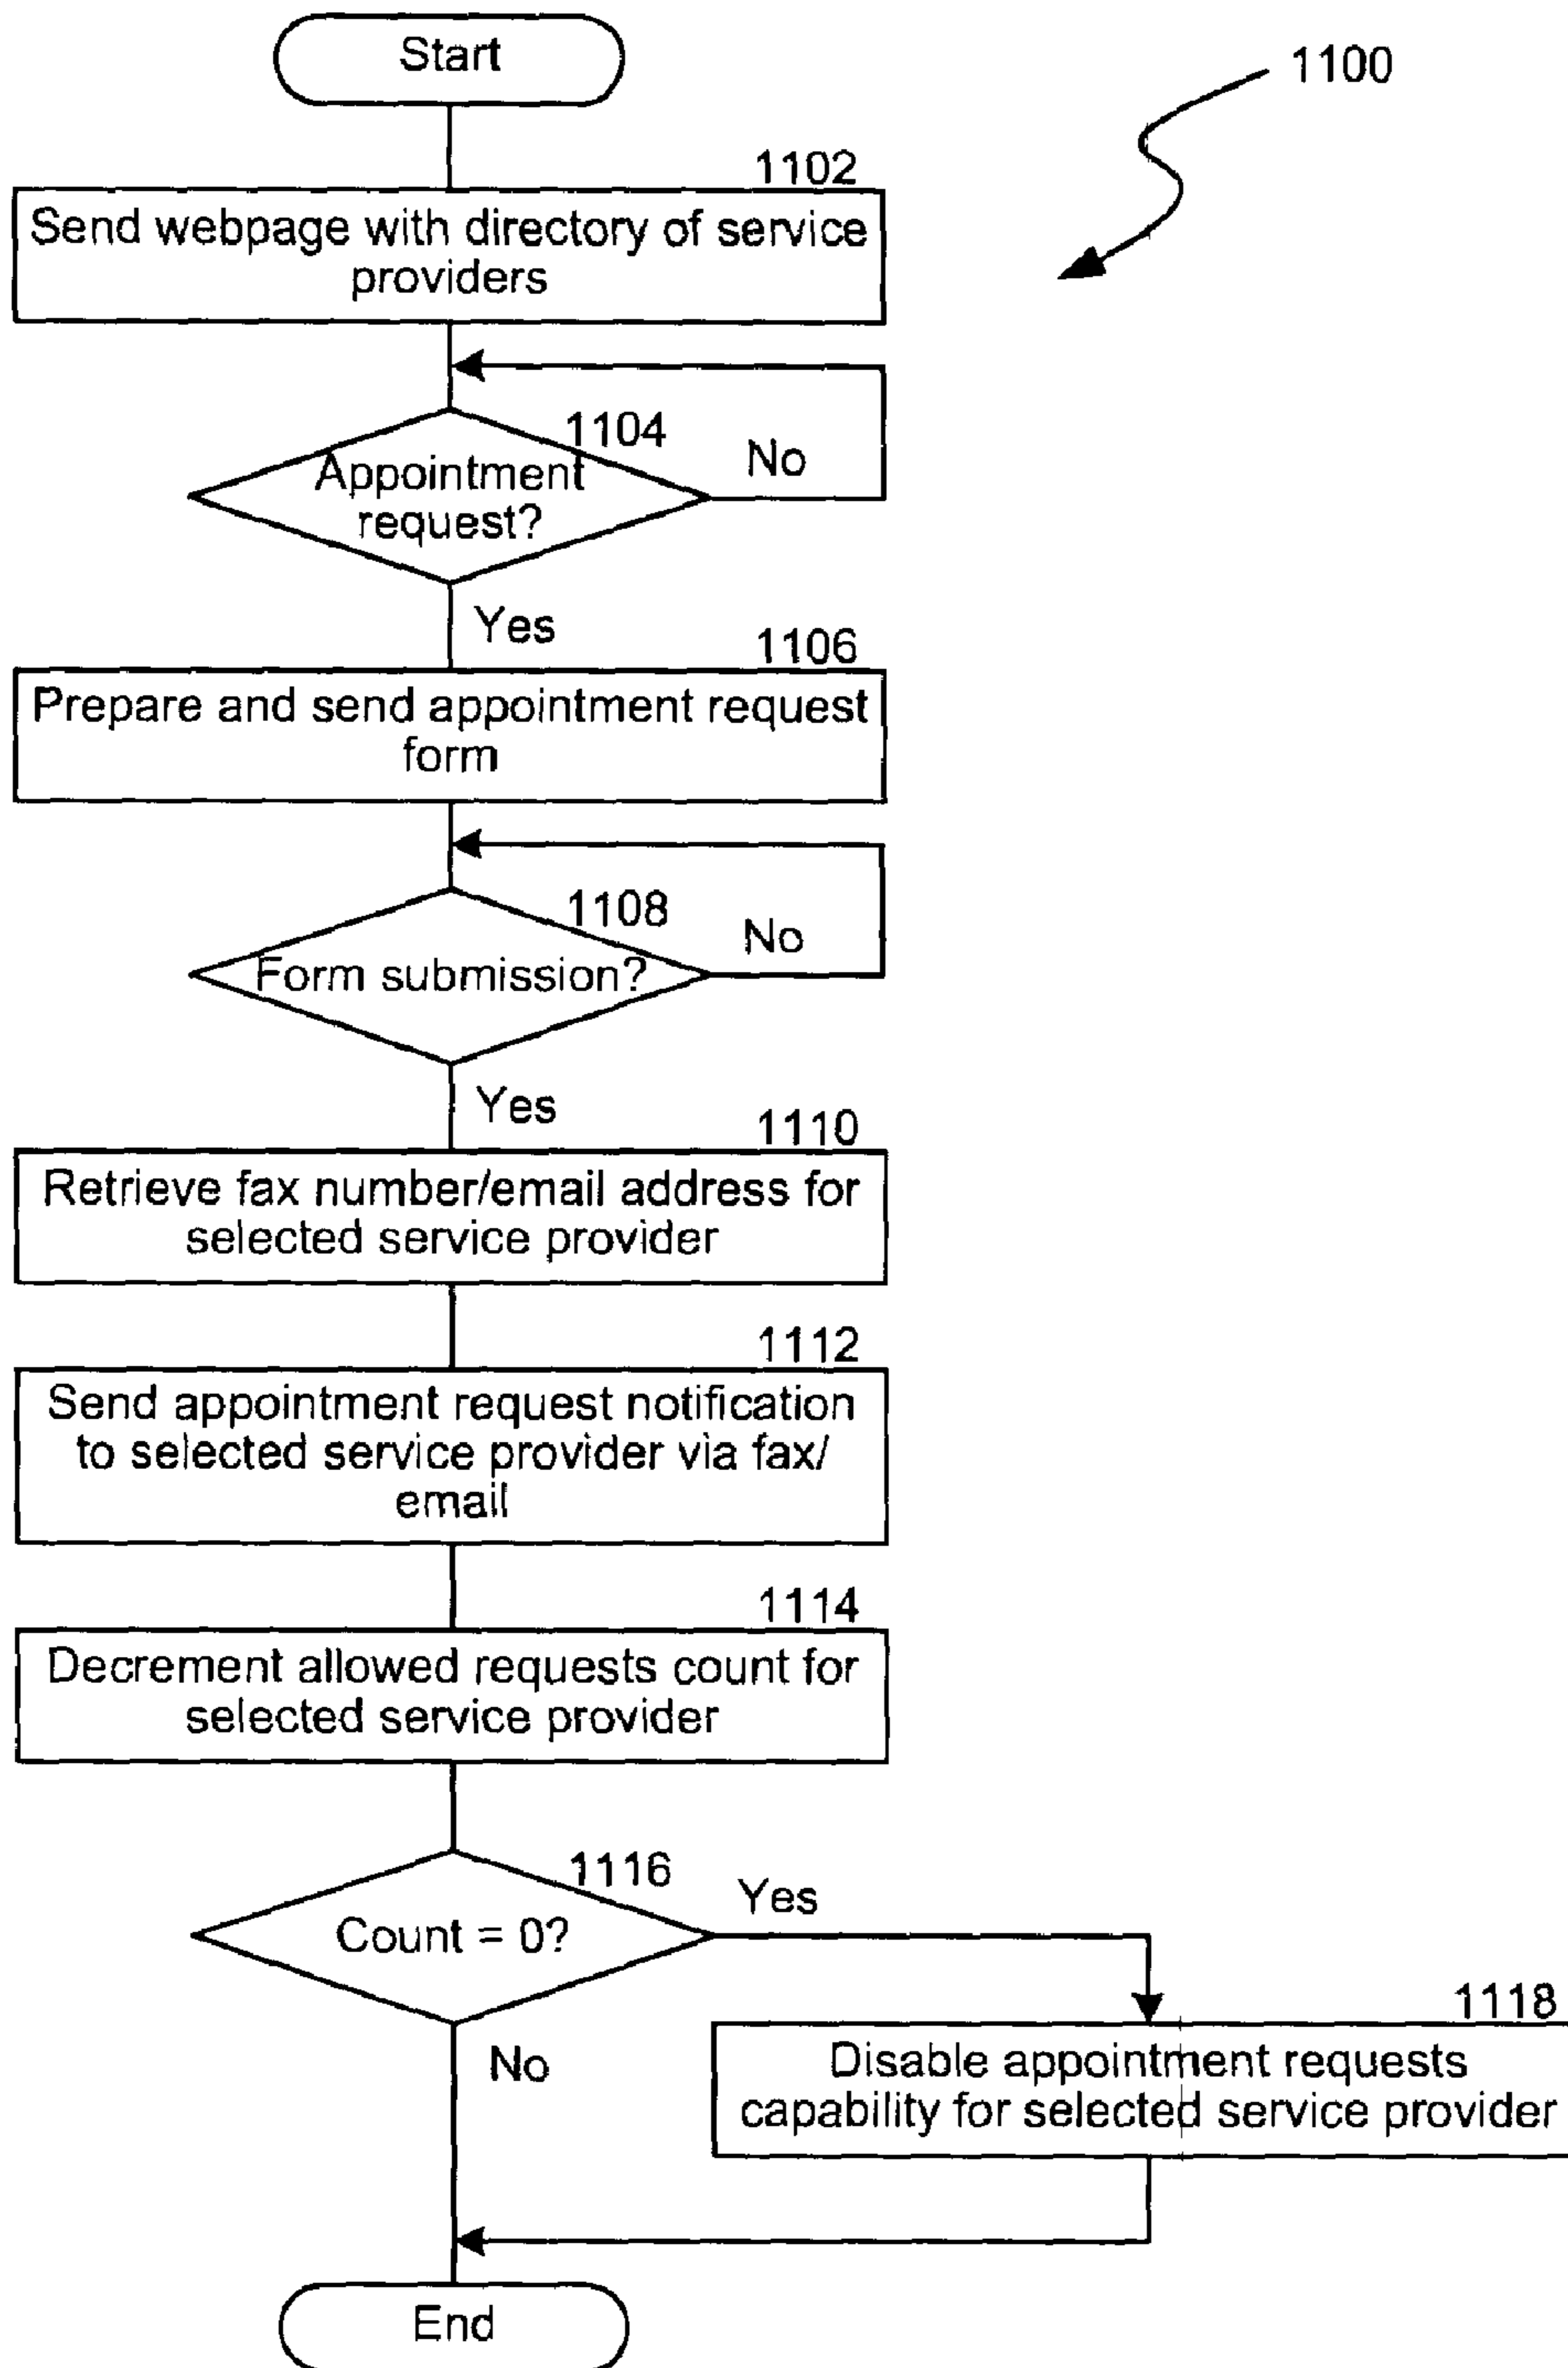 Start
1100
1102
Send webpage with directory of service
providers
1104
Appointment
request?
No
Yes
1106
Prepare and send appointment request
form
1108
Form submission?
No
Yes
1110
Retrieve fax number/email address for
selected service provider
1112
Send appointment request notification
to selected service provider via fax/
email
1114
Decrement allowed requests count for
selected service provider
1116
Count = 0?
Yes
No
1118
Disable appointment requests
capability for selected service provider
End